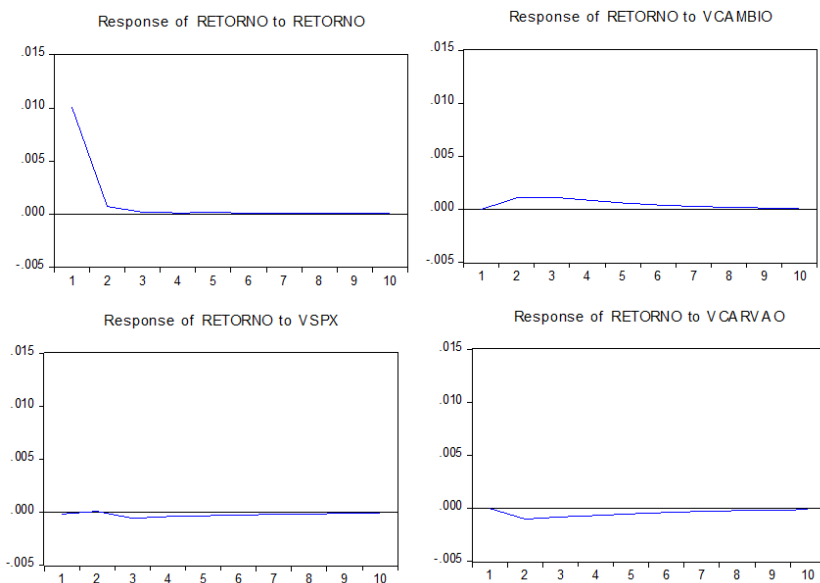 Response of RETORNO to RETORNO
.015
.010
.005
.000
-.005
1 2 3 4 5 6 7 8 9 10
Response of RETORNO to VCAMBIO
.015
.010
.005
.000
-.005
1 2 3 4 5 6 7 8 9 10
Response of RETORNO to VSPX
.015
.010
.005
.000
-.005
1 2 3 4 5 6 7 8 9 10
Response of RETORNO to VCARVAO
.015
.010
.005
.000
-.005
1 2 3 4 5 6 7 8 9 10